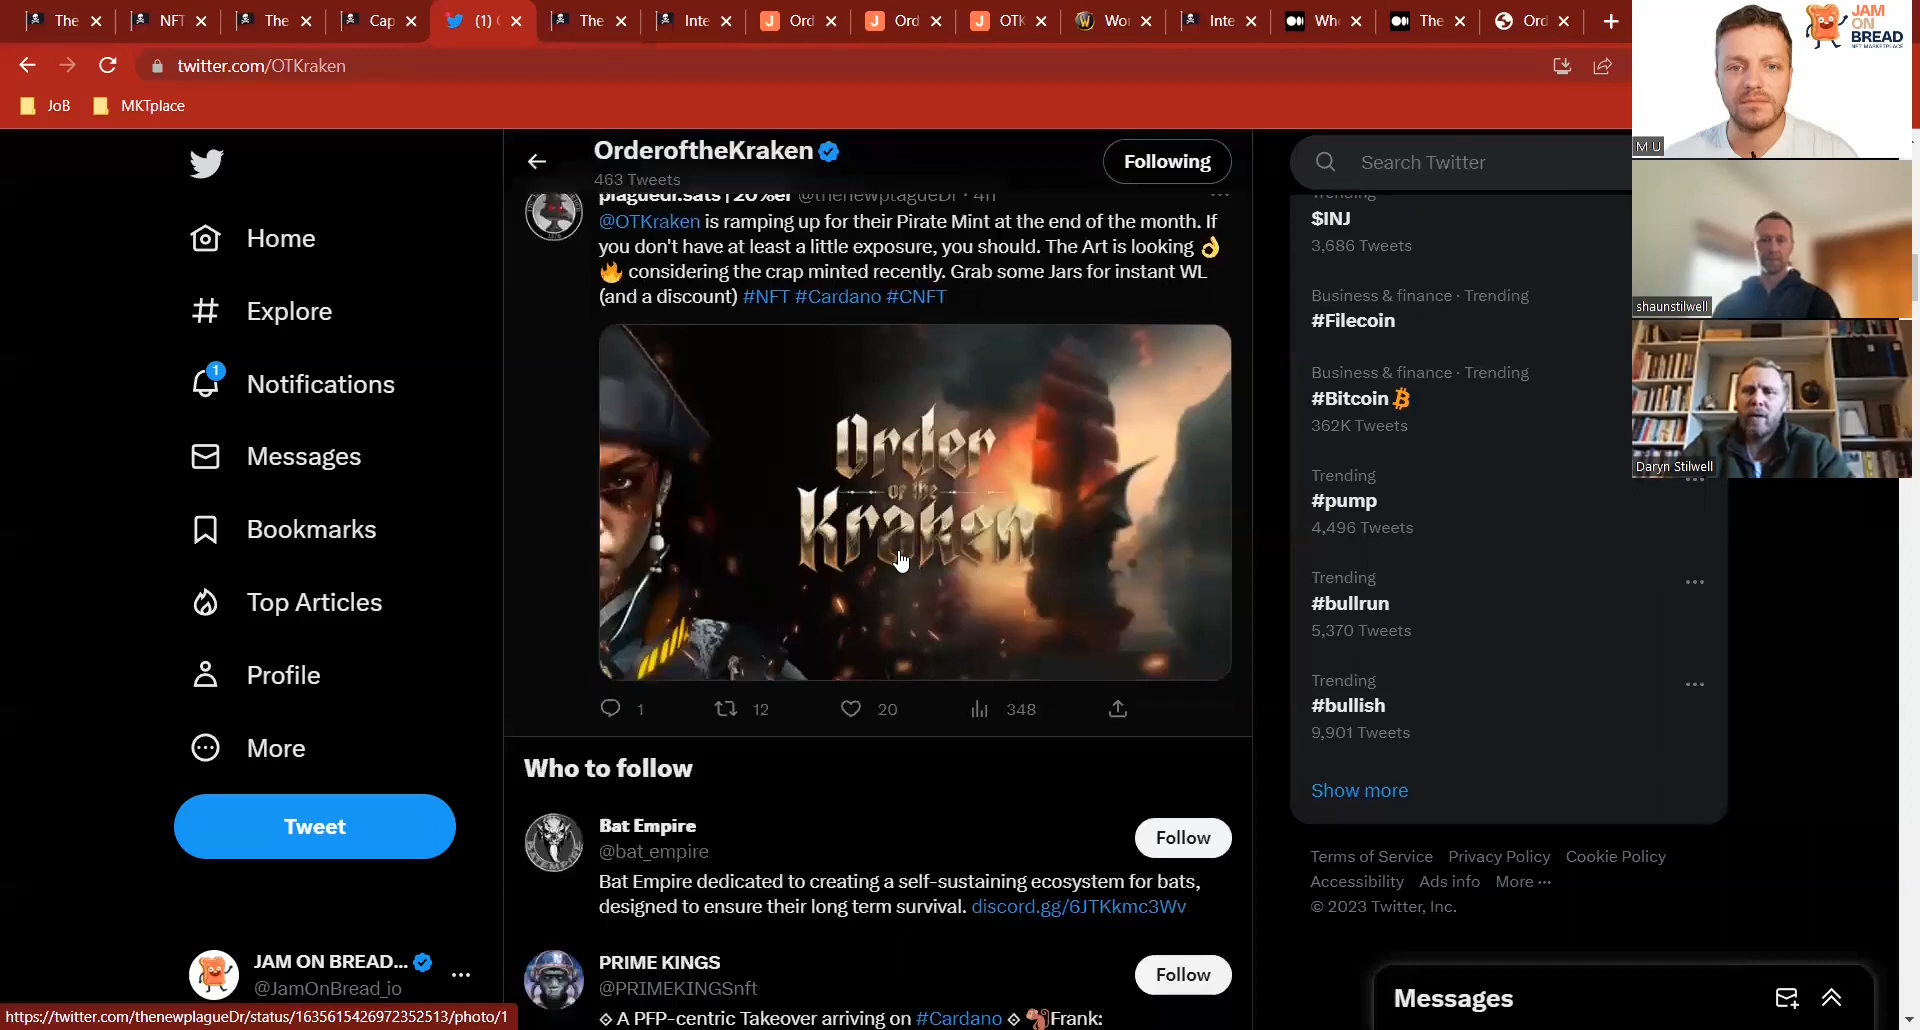 The
NFT
The
Cap
(1)
The
Inte
Ord
Ord
OTK
Wo
Inte
Wh
The
Ord
twitter.com/OTKraken
JoB
MKTplace
JAM
ON
BREAD
NFT MARKETPLACE
M U
shaunstilwell
Daryn Stilwell
Home
Explore
1
Notifications
Messages
Bookmarks
Top Articles
Profile
More
Tweet
JAM ON BREAD...
@JamOnBread_io
https://twitter.com/thenewplagueDr/status/1635615426972352513/photo/1
OrderoftheKraken
463 Tweets
Following
plaguedr.sats | 20%er @thenewplagueDr · 4h
@OTKraken is ramping up for their Pirate Mint at the end of the month. If
you don't have at least a little exposure, you should. The Art is looking 👌
🔥 considering the crap minted recently. Grab some Jars for instant WL
(and a discount) #NFT #Cardano #CNFT
Order
of the
Kraken
1
12
20
348
Who to follow
Bat Empire
@bat_empire
Follow
Bat Empire dedicated to creating a self-sustaining ecosystem for bats,
designed to ensure their long term survival. discord.gg/6JTKkmc3Wv
PRIME KINGS
@PRIMEKINGSnft
Follow
⟐ A PFP-centric Takeover arriving on #Cardano ⟐ 🐒Frank:
Search Twitter
Trending
$INJ
3,686 Tweets
Business & finance · Trending
#Filecoin
Business & finance · Trending
#Bitcoin
362K Tweets
Trending
#pump
4,496 Tweets
Trending
#bullrun
5,370 Tweets
Trending
#bullish
9,901 Tweets
Show more
Terms of Service Privacy Policy Cookie Policy
Accessibility Ads info More ···
© 2023 Twitter, Inc.
Messages